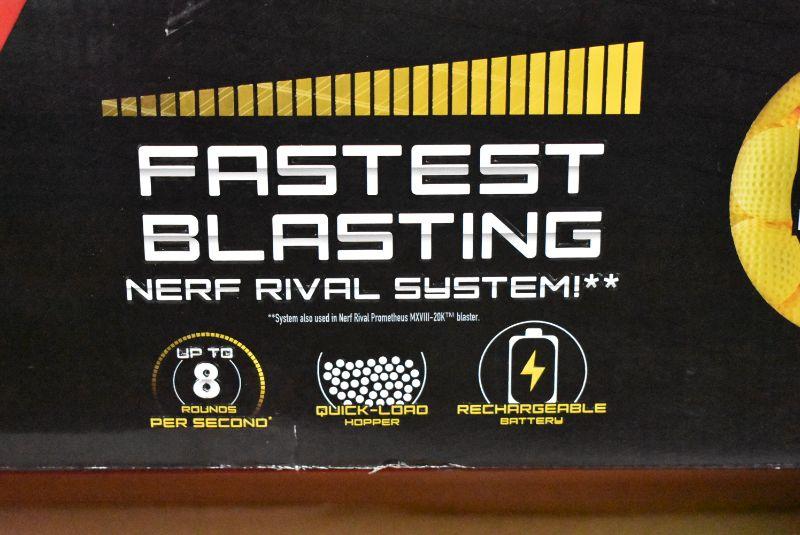 FASTEST
BLASTING
NERF RIVAL SYSTEM!**
**System also used in Nerf Rival Prometheus MXVIII-20K™ blaster.
UP TO
8
ROUNDS
PER SECOND*
QUICK-LOAD
HOPPER
RECHARGEABLE
BATTERY